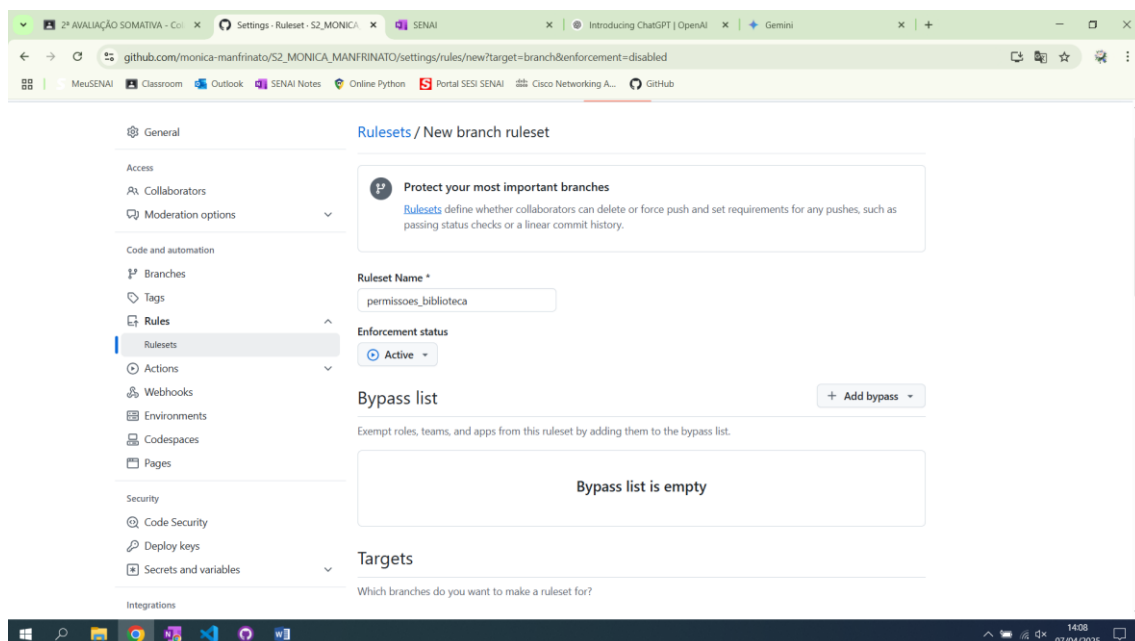 2ª AVALIAÇÃO SOMATIVA - Co
Settings · Ruleset · S2_MONICA
SENAI
Introducing ChatGPT | OpenAI
Gemini
github.com/monica-manfrinato/S2_MONICA_MANFRINATO/settings/rules/new?target=branch&enforcement=disabled
MeuSENAI
Classroom
Outlook
SENAI Notes
Online Python
Portal SESI SENAI
Cisco Networking A...
GitHub
General
Access
Collaborators
Moderation options
Code and automation
Branches
Tags
Rules
Rulesets
Actions
Webhooks
Environments
Codespaces
Pages
Security
Code Security
Deploy keys
Secrets and variables
Integrations
Rulesets / New branch ruleset
Protect your most important branches
Rulesets define whether collaborators can delete or force push and set requirements for any pushes, such as
passing status checks or a linear commit history.
Ruleset Name *
permissoes_biblioteca
Enforcement status
Active
Bypass list
+ Add bypass
Exempt roles, teams, and apps from this ruleset by adding them to the bypass list.
Bypass list is empty
Targets
Which branches do you want to make a ruleset for?
14:08
07/04/2025